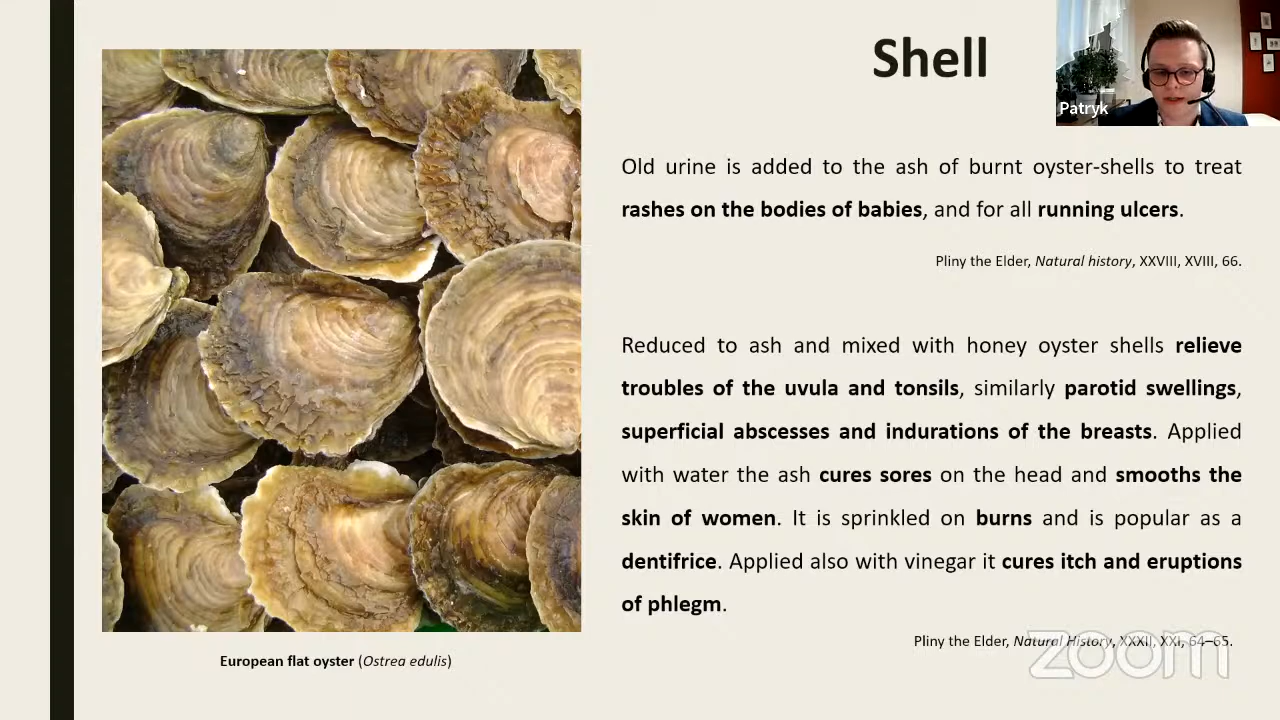 Shell
Patryk
Old urine is added to the ash of burnt oyster-shells to treat
rashes on the bodies of babies, and for all running ulcers.
Pliny the Elder, Natural history, XXVIII, XVIII, 66.
Reduced to ash and mixed with honey oyster shells relieve
troubles of the uvula and tonsils, similarly parotid swellings,
superficial abscesses and indurations of the breasts. Applied
with water the ash cures sores on the head and smooths the
skin of women. It is sprinkled on burns and is popular as a
dentifrice. Applied also with vinegar it cures itch and eruptions
of phlegm.
Pliny the Elder, Natural History, XXXII, XXI, 64–65.
zoom
European flat oyster (Ostrea edulis)